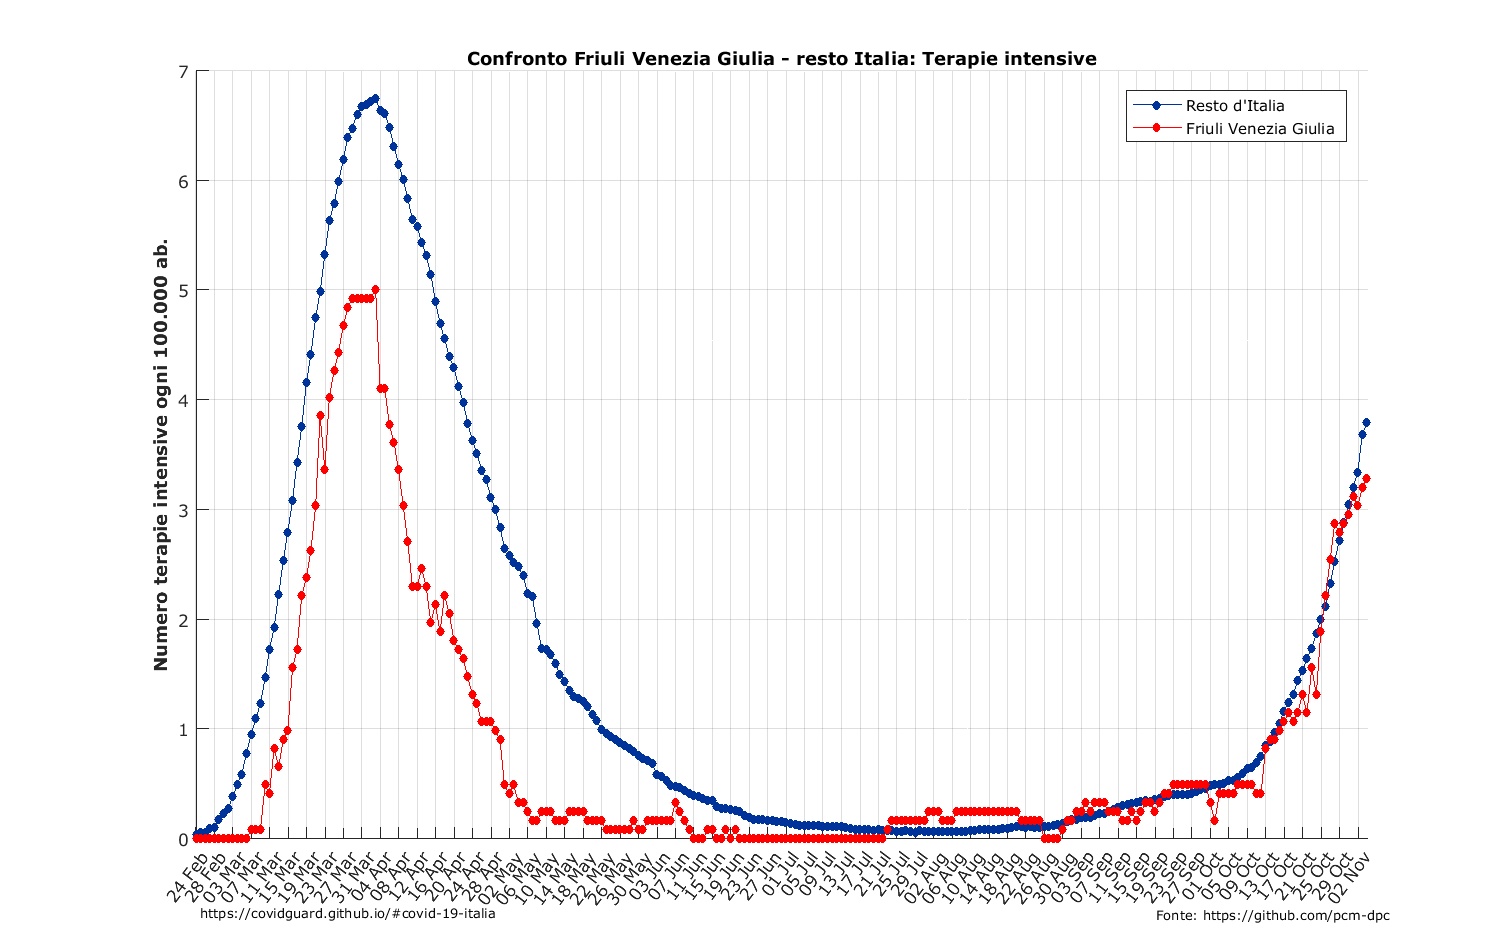 Confronto Friuli Venezia Giulia - resto Italia: Terapie intensive
Resto d'Italia
Friuli Venezia Giulia
Numero terapie intensive ogni 100.000 ab.
7
6
5
4
3
2
1
0
24 Feb
28 Feb
03 Mar
07 Mar
11 Mar
15 Mar
19 Mar
23 Mar
27 Mar
31 Mar
04 Apr
08 Apr
12 Apr
16 Apr
20 Apr
24 Apr
28 Apr
02 May
06 May
10 May
14 May
18 May
22 May
26 May
30 May
03 Jun
07 Jun
11 Jun
15 Jun
19 Jun
23 Jun
27 Jun
01 Jul
05 Jul
09 Jul
13 Jul
17 Jul
21 Jul
25 Jul
29 Jul
02 Aug
06 Aug
10 Aug
14 Aug
18 Aug
22 Aug
26 Aug
30 Aug
03 Sep
07 Sep
11 Sep
15 Sep
19 Sep
23 Sep
27 Sep
01 Oct
05 Oct
09 Oct
13 Oct
17 Oct
21 Oct
25 Oct
29 Oct
02 Nov
https://covidguard.github.io/#covid-19-italia
Fonte: https://github.com/pcm-dpc